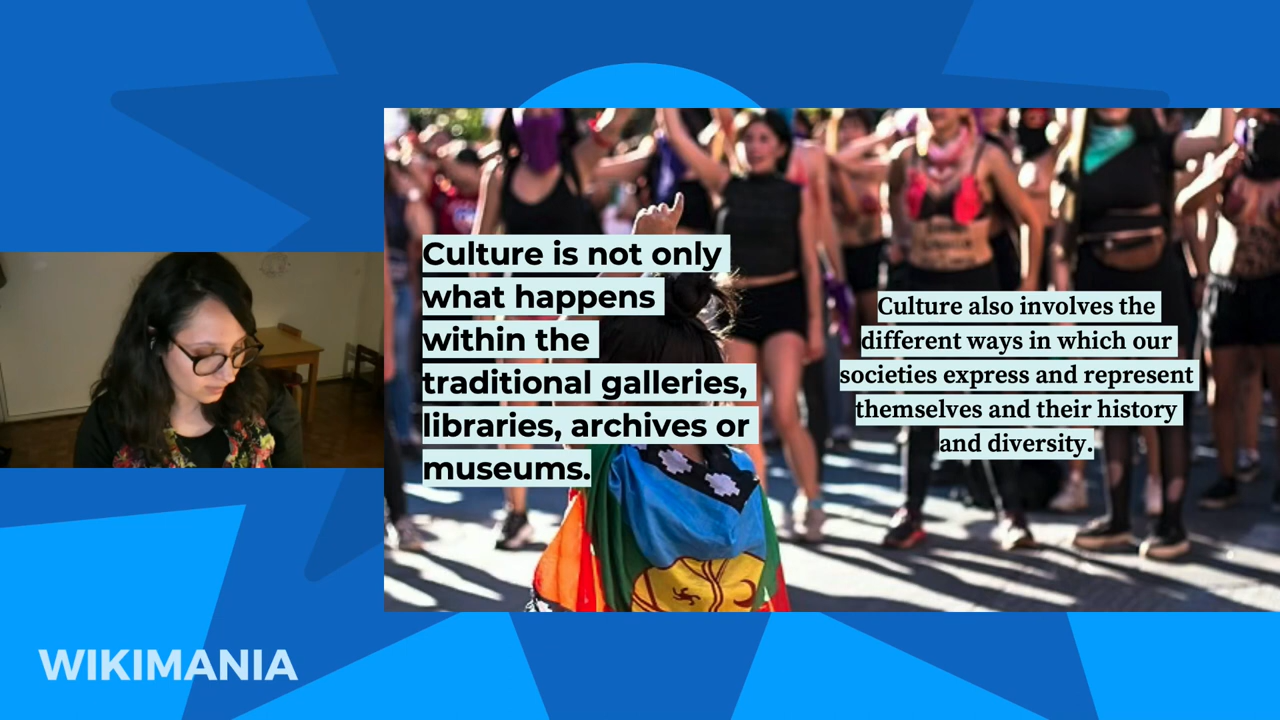 Culture is not only
what happens
within the
traditional galleries,
libraries, archives or
museums.
Culture also involves the
different ways in which our
societies express and represent
themselves and their history
and diversity.
WIKIMANIA